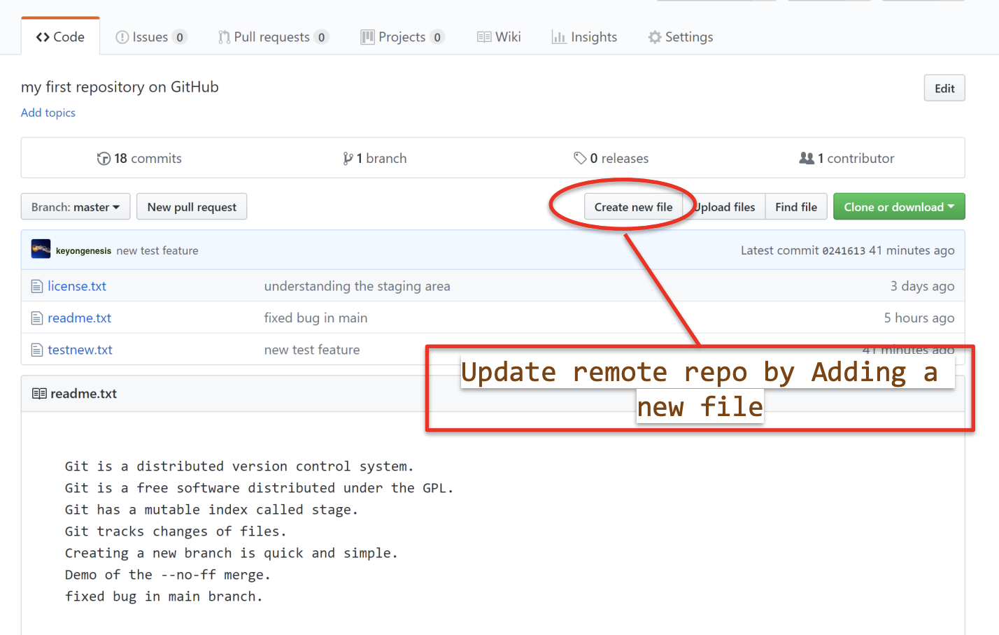 Code Issues 0 Pull requests 0 Projects 0 Wiki Insights Settings
my first repository on GitHub Edit
Add topics
18 commits 1 branch 0 releases 1 contributor
Branch: master New pull request Create new file Upload files Find file Clone or download
keyongenesis new test feature Latest commit 0241613 41 minutes ago
license.txt understanding the staging area 3 days ago
readme.txt fixed bug in main 5 hours ago
testnew.txt new test feature 41 minutes ago
Update remote repo by Adding a
new file
readme.txt
Git is a distributed version control system.
Git is a free software distributed under the GPL.
Git has a mutable index called stage.
Git tracks changes of files.
Creating a new branch is quick and simple.
Demo of the --no-ff merge.
fixed bug in main branch.